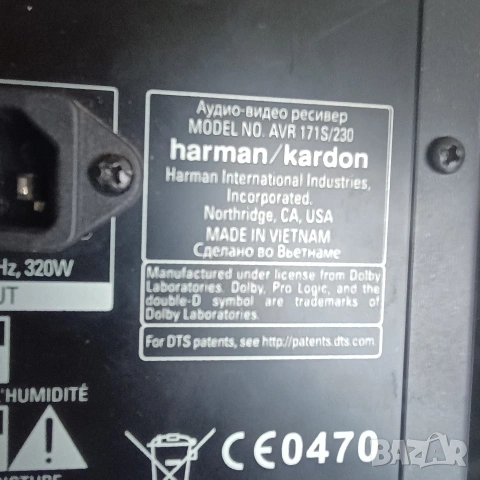 Аудио-видео ресивер
MODEL NO. AVR 171S/230
harman/kardon
Harman International Industries,
Incorporated.
Northridge, CA, USA
MADE IN VIETNAM
Сделано во Вьетнаме
Manufactured under license from Dolby
Laboratories. Dolby, Pro Logic, and the
double-D symbol are trademarks of
Dolby Laboratories.
For DTS patents, see http://patents.dts.com
Hz, 320W
UT
L'HUMIDITÉ
CE0470
BAZAR